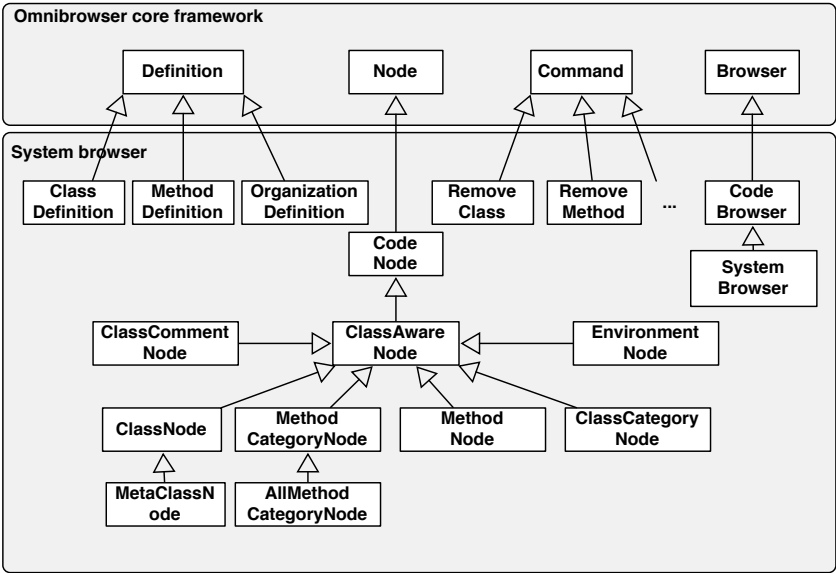 Omnibrowser core framework
Definition
Node
Command
Browser
System browser
Class
Definition
Method
Definition
Organization
Definition
Remove
Class
Remove
Method
...
Code
Browser
Code
Node
System
Browser
ClassComment
Node
ClassAware
Node
Environment
Node
ClassNode
Method
CategoryNode
Method
Node
ClassCategory
Node
MetaClassN
ode
AllMethod
CategoryNode